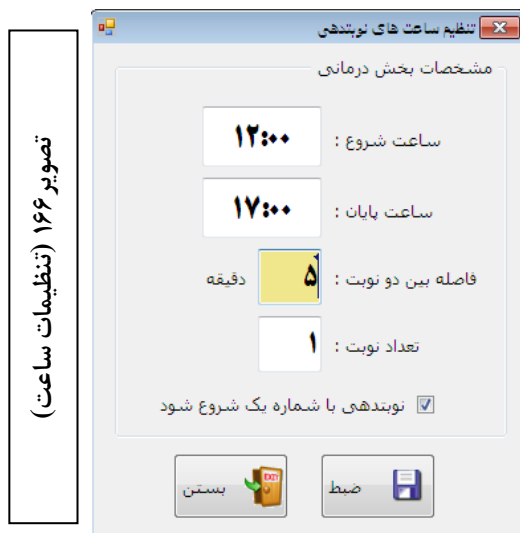 تنظیم ساعت های نوبتدهی
مشخصات بخش درمانی
ساعت شروع : ۱۲:۰۰
ساعت پایان : ۱۷:۰۰
فاصله بین دو نوبت : ۵ دقیقه
تعداد نوبت : ۱
نوبتدهی با شماره یک شروع شود
ضبط
EXIT بستن
تصویر ۱۶۶ (تنظیمات ساعت)